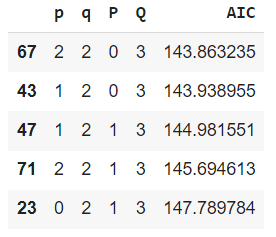 p q P Q AIC
67 2 2 0 3 143.863235
43 1 2 0 3 143.938955
47 1 2 1 3 144.981551
71 2 2 1 3 145.694613
23 0 2 1 3 147.789784